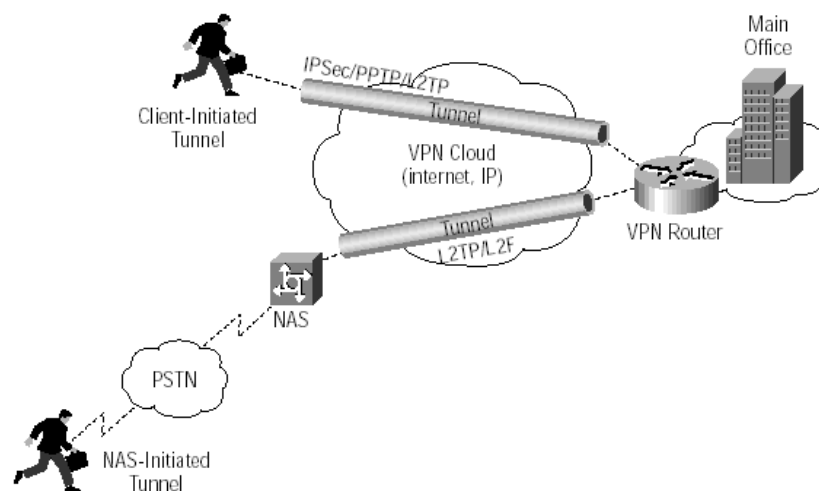 Main
Office
IPSec/PPTP/L2TP
Tunnel
Client-Initiated
Tunnel
VPN Cloud
(internet, IP)
Tunnel
L2TP/L2F
VPN Router
NAS
PSTN
NAS-Initiated
Tunnel